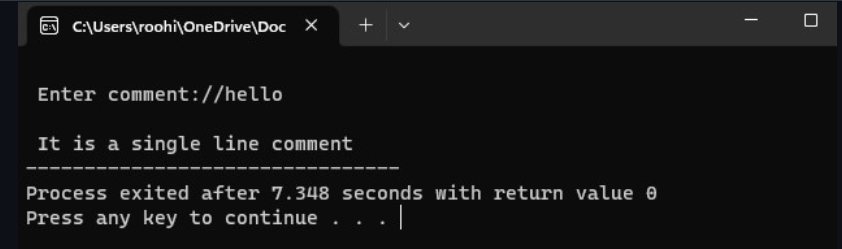 C:\Users\roohi\OneDrive\Doc
Enter comment://hello
It is a single line comment
--------------------------------
Process exited after 7.348 seconds with return value 0
Press any key to continue . . .